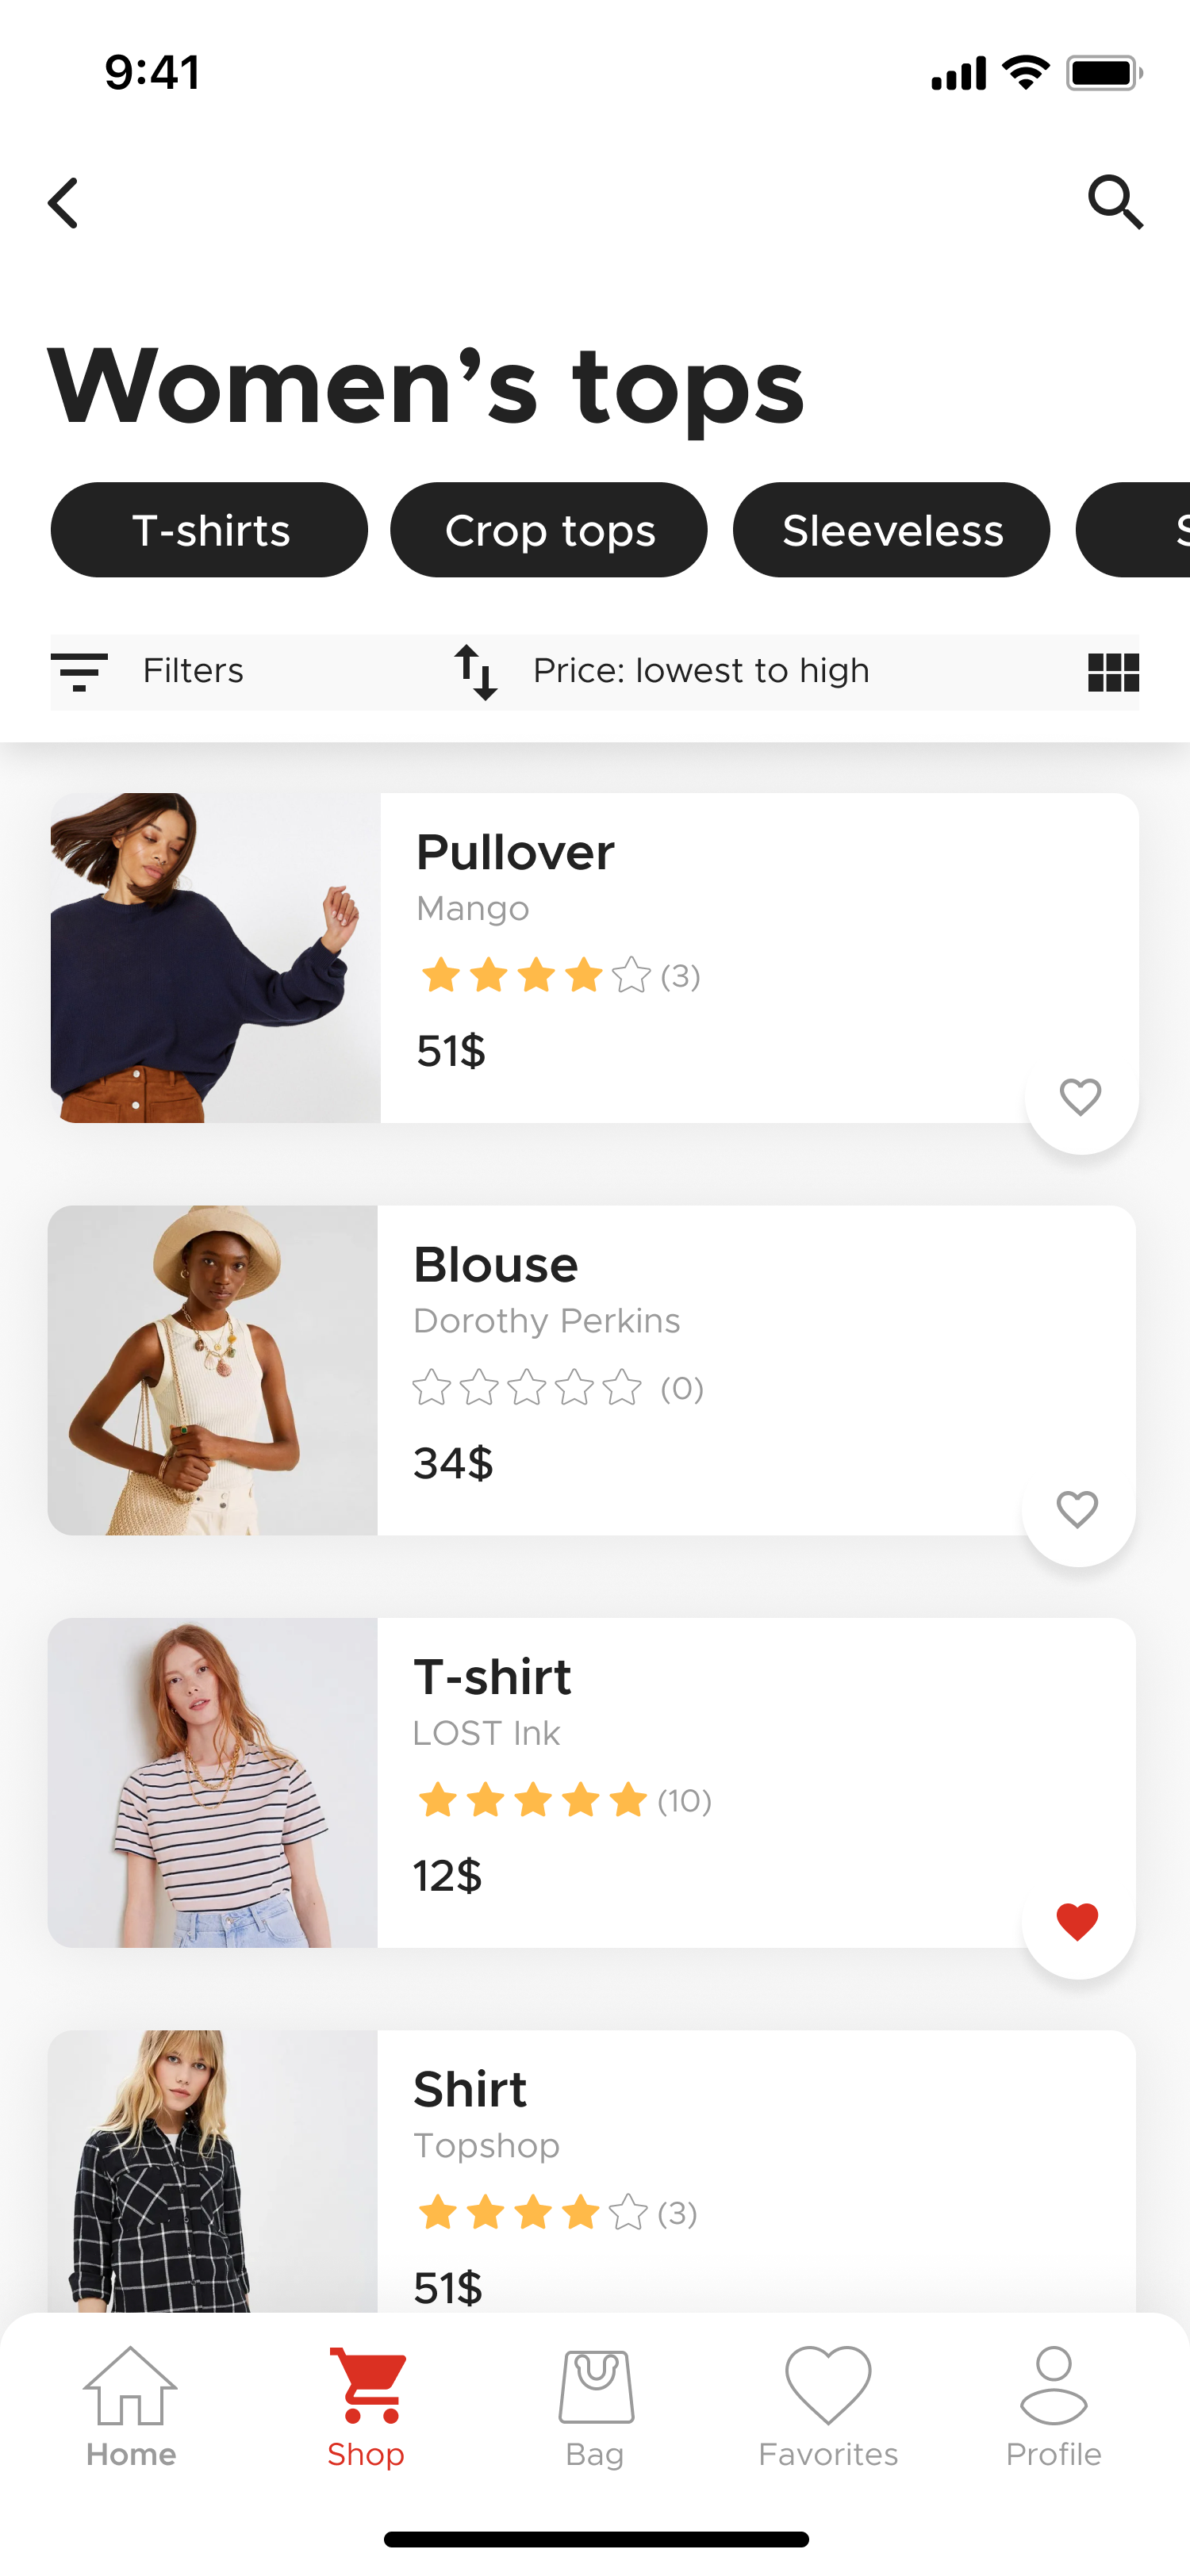 9:41
Women’s tops
T-shirts
Crop tops
Sleeveless
Filters
Price: lowest to high
Pullover
Mango
(3)
51$
Blouse
Dorothy Perkins
(0)
34$
T-shirt
LOST Ink
(10)
12$
Shirt
Topshop
(3)
51$
Home
Shop
Bag
Favorites
Profile